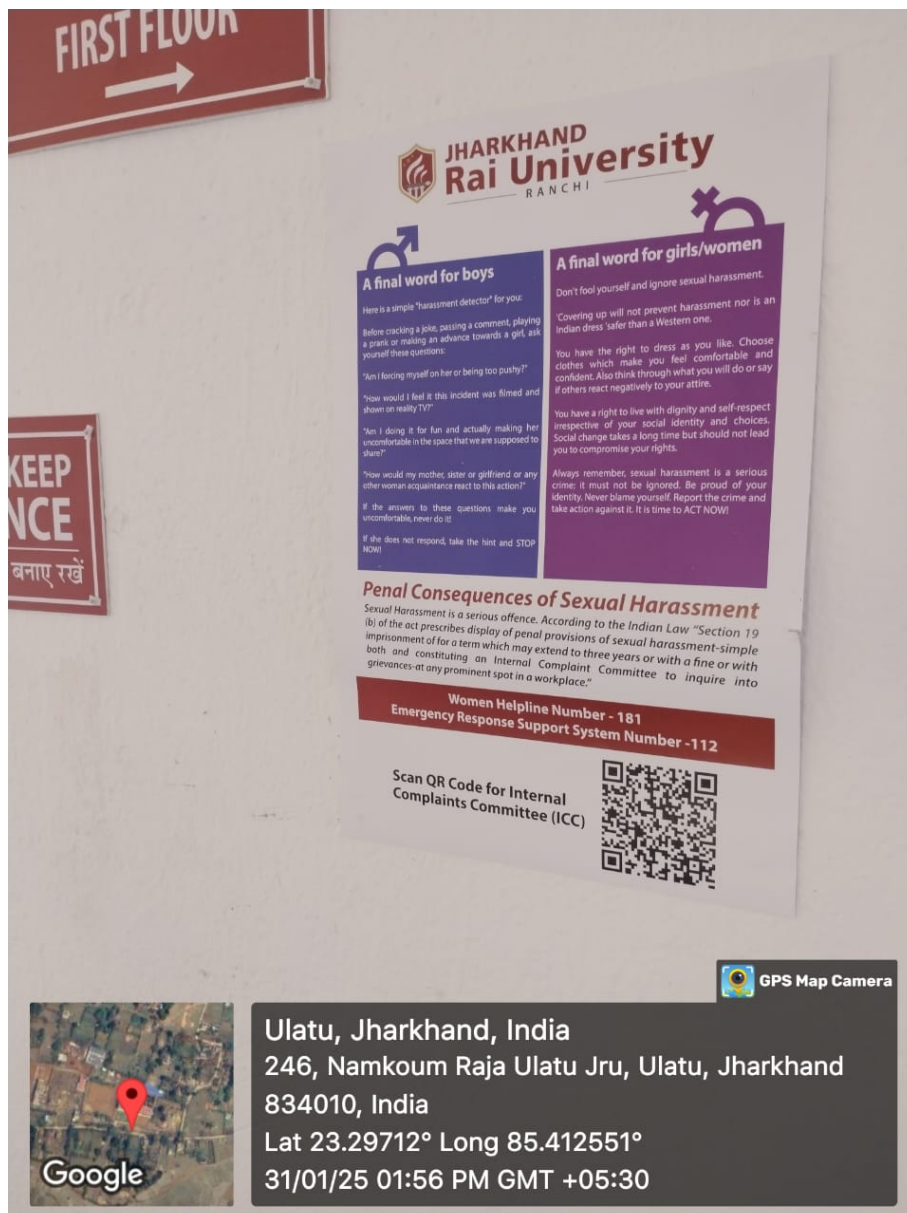 FIRST FLOOR
JHARKHAND
Rai University
RANCHI
A final word for boys
Here is a simple "harassment detector" for you:
Before cracking a joke, passing a comment, playing
a prank or making an advance towards a girl, ask
yourself these questions:
"Am I forcing myself on her or being too pushy?"
"How would I feel it this incident was filmed and
shown on reality TV?"
"Am I doing it for fun and actually making her
uncomfortable in the space that we are supposed to
share?"
"How would my mother, sister or girlfriend or any
other woman acquaintance react to this action?"
If the answers to these questions make you
uncomfortable, never do it!
If she does not respond, take the hint and STOP
NOW!
A final word for girls/women
Don't fool yourself and ignore sexual harassment.
'Covering up will not prevent harassment nor is an
Indian dress 'safer than a Western one.
You have the right to dress as you like. Choose
clothes which make you feel comfortable and
confident. Also think through what you will do or say
if others react negatively to your attire.
You have a right to live with dignity and self-respect
irrespective of your social identity and choices.
Social change takes a long time but should not lead
you to compromise your rights.
Always remember, sexual harassment is a serious
crime; it must not be ignored. Be proud of your
identity. Never blame yourself. Report the crime and
take action against it. It is time to ACT NOW!
KEEP
NCE
बनाए रखें
Penal Consequences of Sexual Harassment
Sexual Harassment is a serious offence. According to the Indian Law "Section 19
(b) of the act prescribes display of penal provisions of sexual harassment-simple
imprisonment of for a term which may extend to three years or with a fine or with
both and constituting an Internal Complaint Committee to inquire into
grievances-at any prominent spot in a workplace."
Women Helpline Number - 181
Emergency Response Support System Number -112
Scan QR Code for Internal
Complaints Committee (ICC)
GPS Map Camera
Google
Ulatu, Jharkhand, India
246, Namkoum Raja Ulatu Jru, Ulatu, Jharkhand
834010, India
Lat 23.29712° Long 85.412551°
31/01/25 01:56 PM GMT +05:30